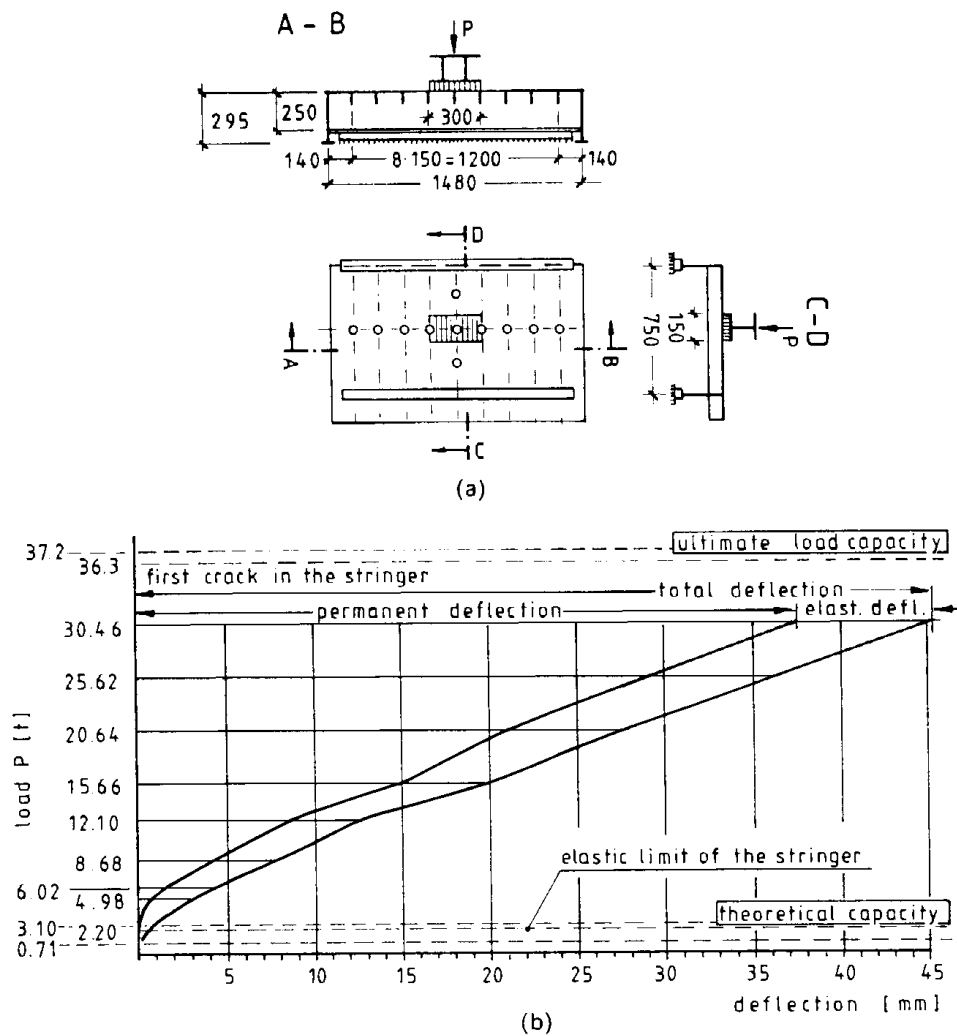 A - B
P
295
250
300
140
8·150=1200
140
1480
D
A
B
C
750
150
P
C-D
(a)
37.2
36.3
ultimate load capacity
first crack in the stringer
total deflection
permanent deflection
elast. defl.
30.46
25.62
20.64
15.66
12.10
8.68
6.02
4.98
3.10
2.20
0.71
load P [t]
elastic limit of the stringer
theoretical capacity
5
10
15
20
25
30
35
40
45
deflection [mm]
(b)